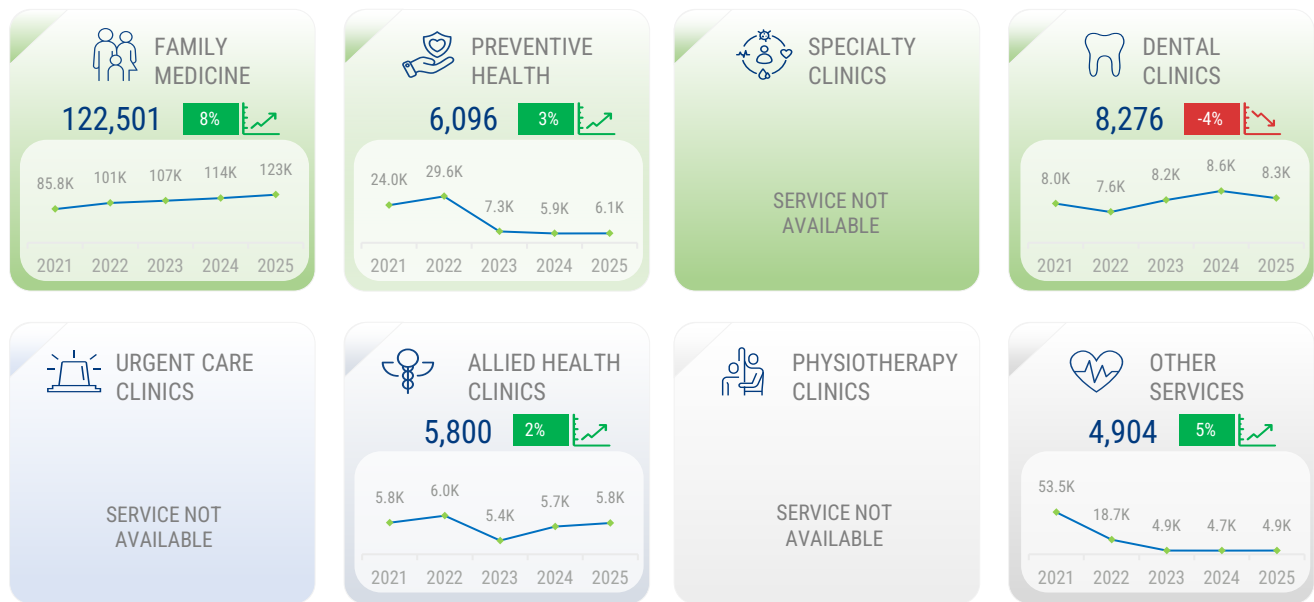 FAMILY
MEDICINE
122,501
8%
85.8K 101K 107K 114K 123K
2021 2022 2023 2024 2025
PREVENTIVE
HEALTH
6,096
3%
24.0K 29.6K 7.3K 5.9K 6.1K
2021 2022 2023 2024 2025
SPECIALTY
CLINICS
SERVICE NOT
AVAILABLE
DENTAL
CLINICS
8,276
-4%
8.0K 7.6K 8.2K 8.6K 8.3K
2021 2022 2023 2024 2025
URGENT CARE
CLINICS
SERVICE NOT
AVAILABLE
ALLIED HEALTH
CLINICS
5,800
2%
5.8K 6.0K 5.4K 5.7K 5.8K
2021 2022 2023 2024 2025
PHYSIOTHERAPY
CLINICS
SERVICE NOT
AVAILABLE
OTHER
SERVICES
4,904
5%
53.5K 18.7K 4.9K 4.7K 4.9K
2021 2022 2023 2024 2025